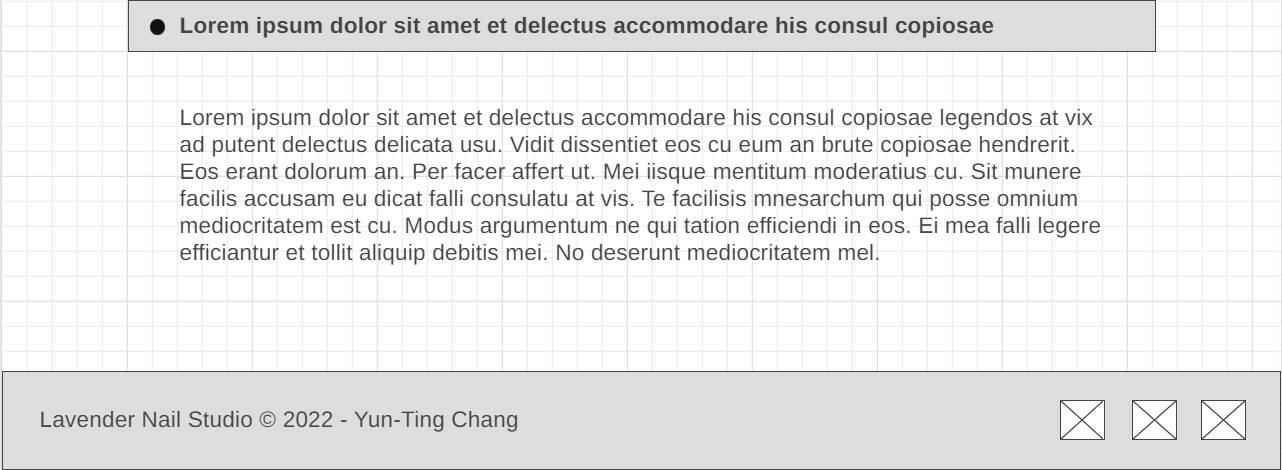 Lorem ipsum dolor sit amet et delectus accommodare his consul copiosae
Lorem ipsum dolor sit amet et delectus accommodare his consul copiosae legendos at vix
ad putent delectus delicata usu. Vidit dissentiet eos cu eum an brute copiosae hendrerit.
Eos erant dolorum an. Per facer affert ut. Mei iisque mentitum moderatius cu. Sit munere
facilis accusam eu dicat falli consulatu at vis. Te facilisis mnesarchum qui posse omnium
mediocritatem est cu. Modus argumentum ne qui tation efficiendi in eos. Ei mea falli legere
efficiantur et tollit aliquip debitis mei. No deserunt mediocritatem mel.
Lavender Nail Studio © 2022 - Yun-Ting Chang